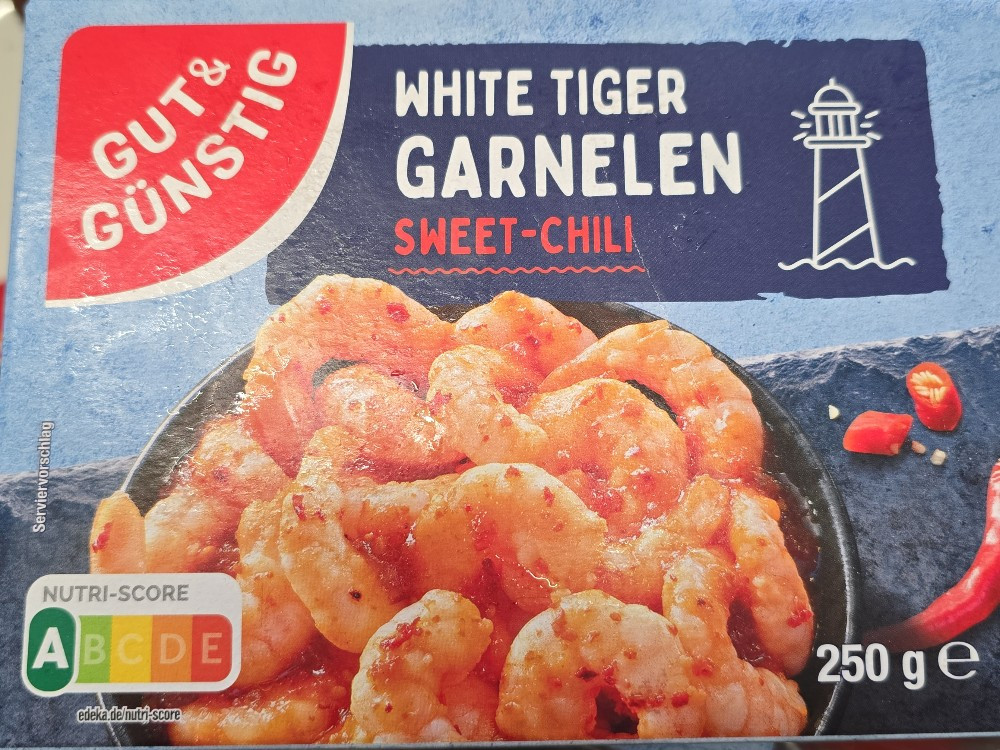 GUT&
GÜNSTIG
WHITE TIGER
GARNELEN
SWEET-CHILI
Serviervorschlag
NUTRI-SCORE
A B C D E
edeka.de/nutri-score
250 g e